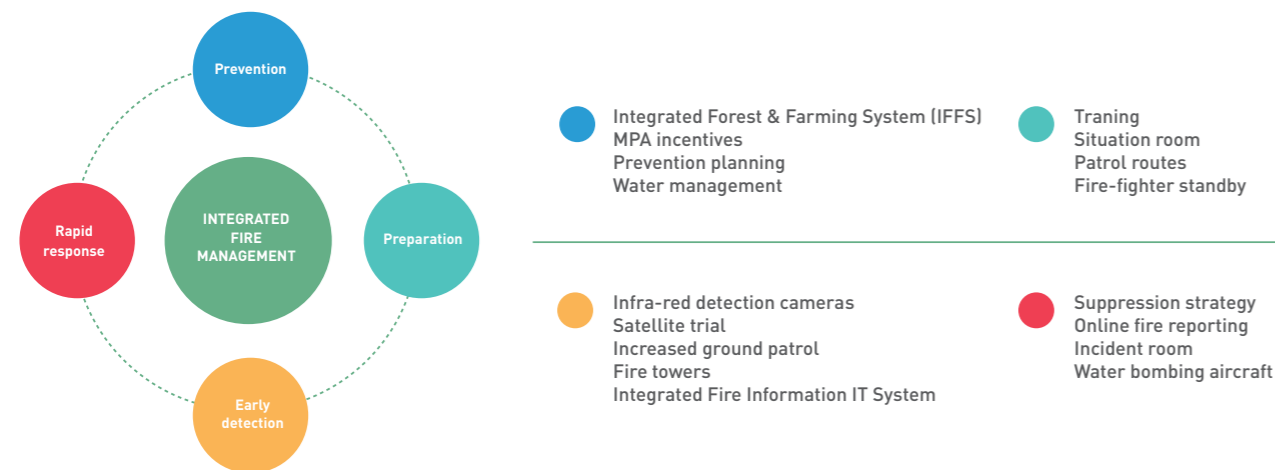 Prevention
Rapid
response
INTEGRATED
FIRE
MANAGEMENT
Preparation
Early
detection
Integrated Forest & Farming System (IFFS)
MPA incentives
Prevention planning
Water management
Traning
Situation room
Patrol routes
Fire-fighter standby
Infra-red detection cameras
Satellite trial
Increased ground patrol
Fire towers
Integrated Fire Information IT System
Suppression strategy
Online fire reporting
Incident room
Water bombing aircraft